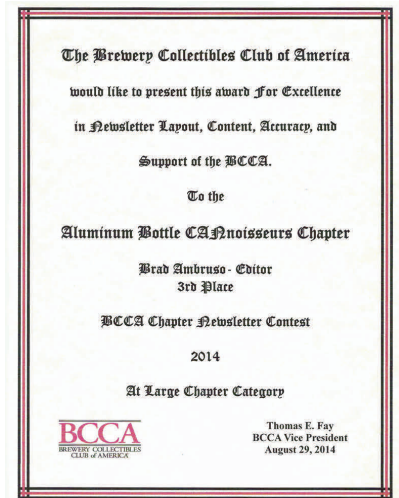 The Brewery Collectibles Club of America
would like to present this award For Excellence
in Newsletter Layout, Content, Accuracy, and
Support of the BCCA.
To the
Aluminum Bottle CANnoisseurs Chapter
Brad Ambruso - Editor
3rd Place
BCCA Chapter Newsletter Contest
2014
At Large Chapter Category
BCCA
BREWERY COLLECTIBLES
CLUB of AMERICA
Thomas E. Fay
BCCA Vice President
August 29, 2014